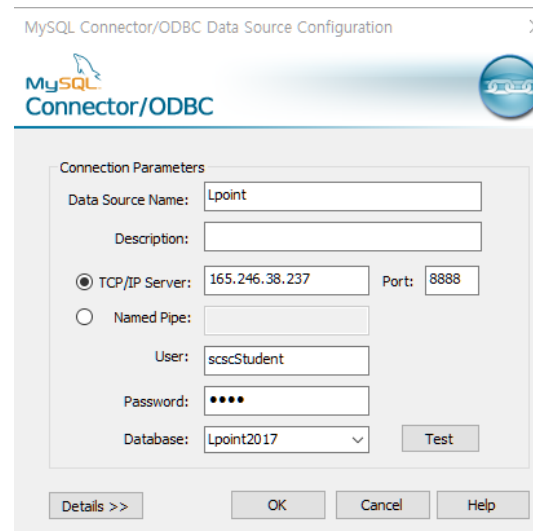 MySQL Connector/ODBC Data Source Configuration
MySQL
Connector/ODBC
Connection Parameters
Data Source Name: Lpoint
Description:
TCP/IP Server: 165.246.38.237 Port: 8888
Named Pipe:
User: scscStudent
Password: ••••
Database: Lpoint2017 Test
Details >> OK Cancel Help